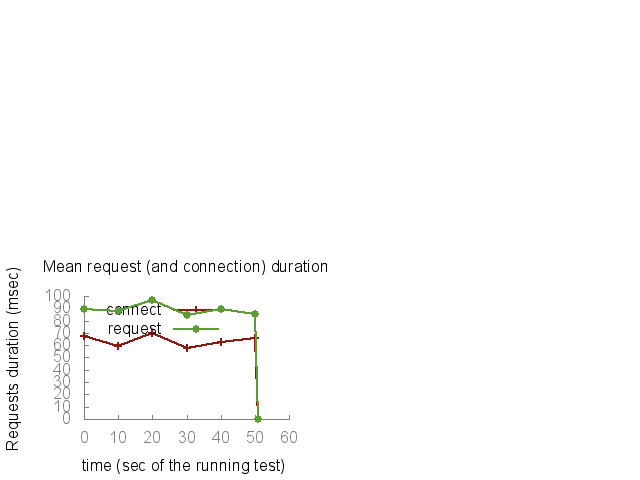 Mean request (and connection) duration
Requests duration (msec)
100
90
80
70
60
50
40
30
20
10
0
connect
request
0 10 20 30 40 50 60
time (sec of the running test)